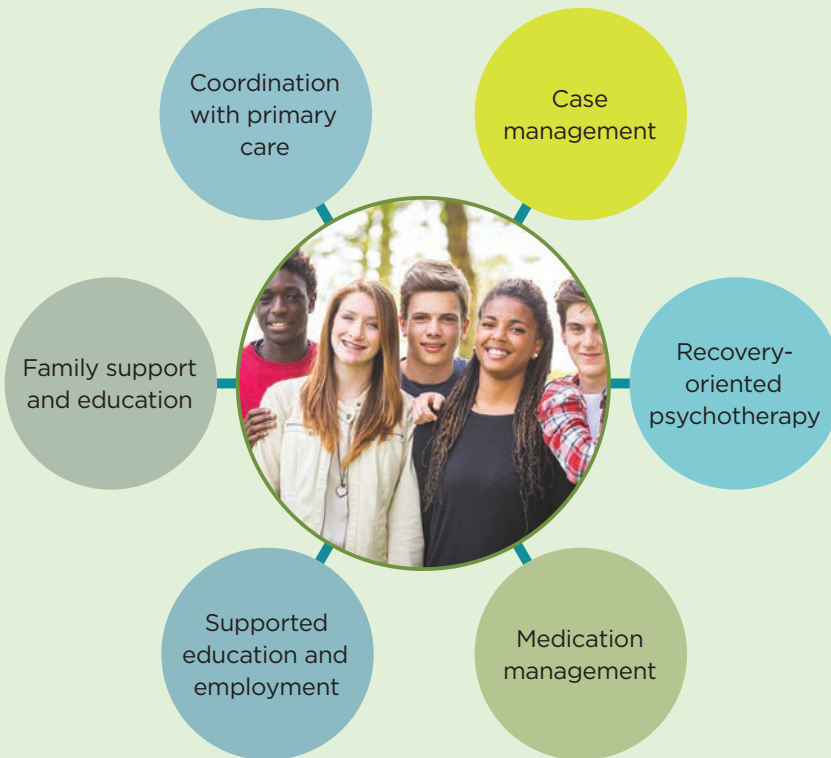 Coordination
with primary
care
Case
management
Family support
and education
Recovery-
oriented
psychotherapy
Supported
education and
employment
Medication
management